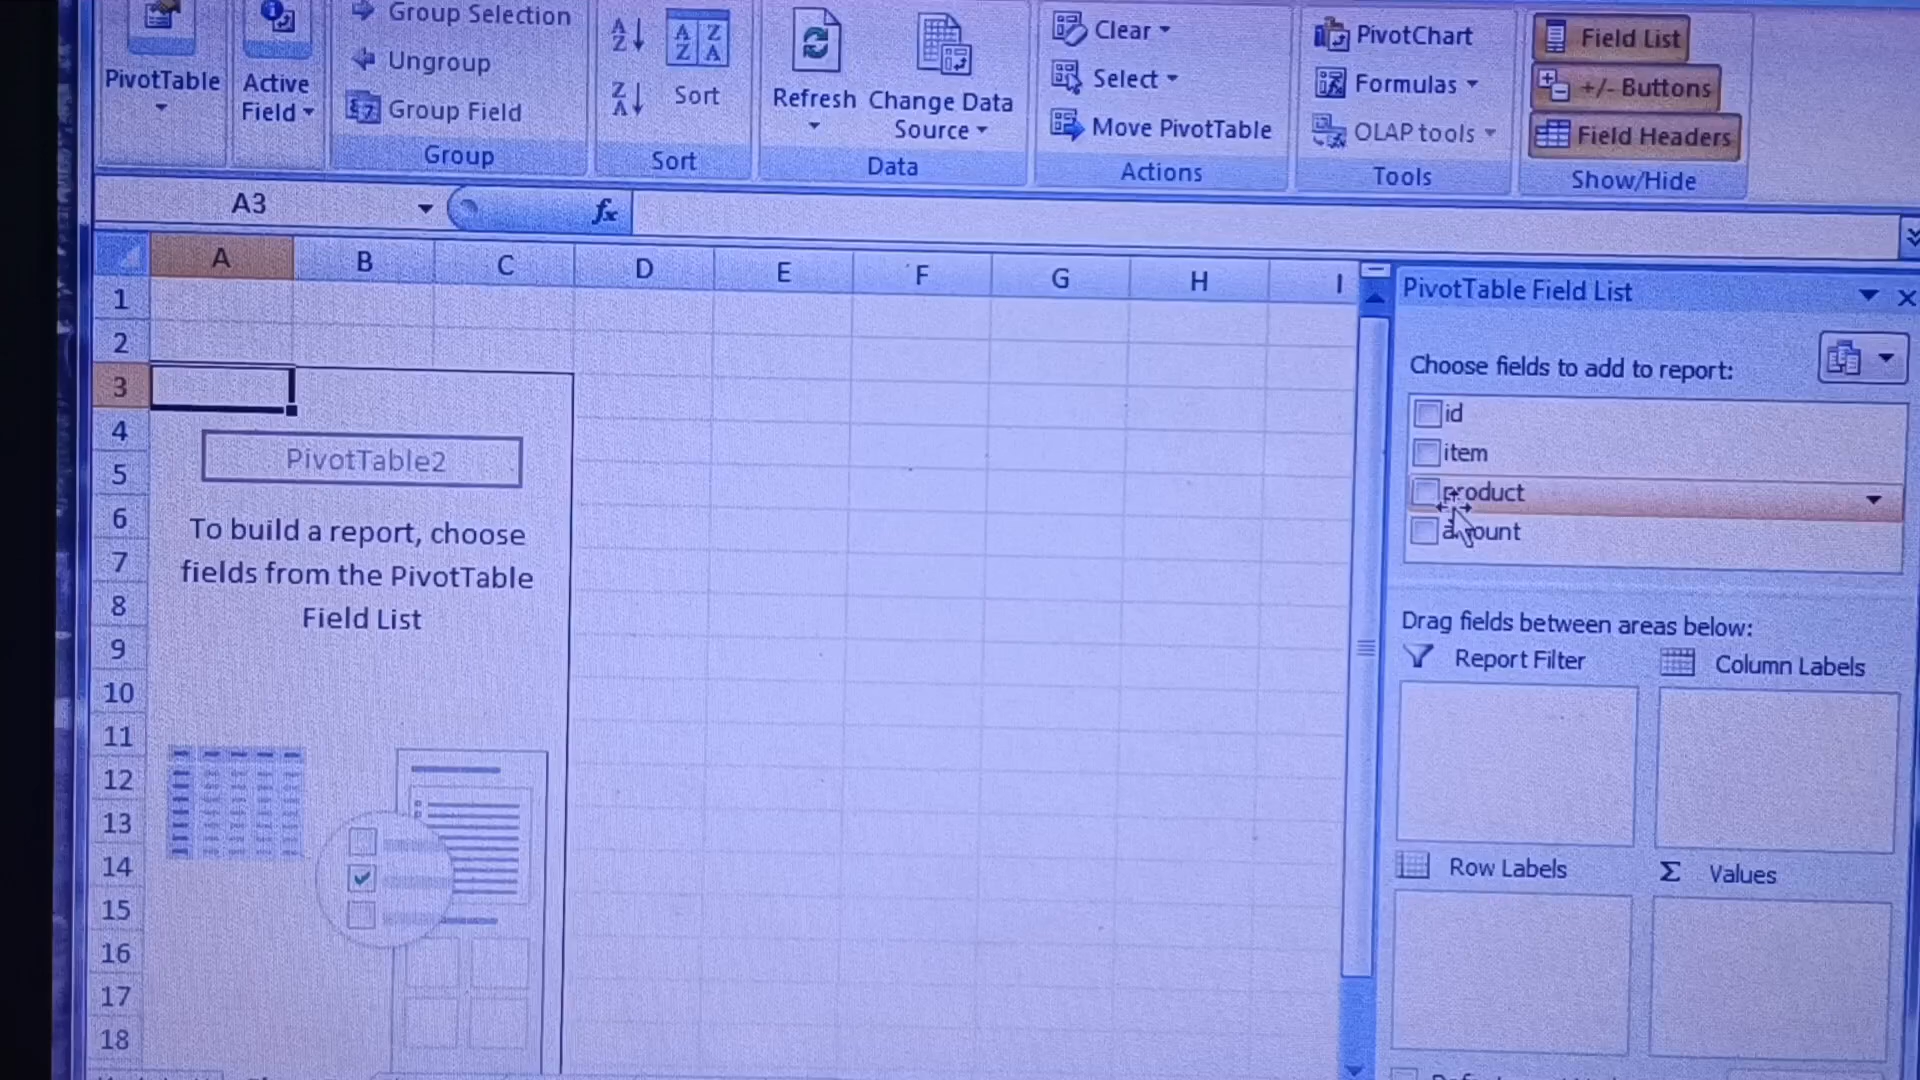 Group Selection
Ungroup
Group Field
Group
PivotTable
Active
Field
A
Z
Z
A
A Z
Z A
Sort
Sort
Refresh
Change Data
Source
Data
Clear
Select
Move PivotTable
Actions
PivotChart
Formulas
OLAP tools
Tools
Field List
+/- Buttons
Field Headers
Show/Hide
A3
fx
A B C D E F G H I
1
2
3
4
5
6
7
8
9
10
11
12
13
14
15
16
17
18
PivotTable2
To build a report, choose
fields from the PivotTable
Field List
PivotTable Field List
Choose fields to add to report:
id
item
product
amount
Drag fields between areas below:
Report Filter
Column Labels
Row Labels
Σ Values